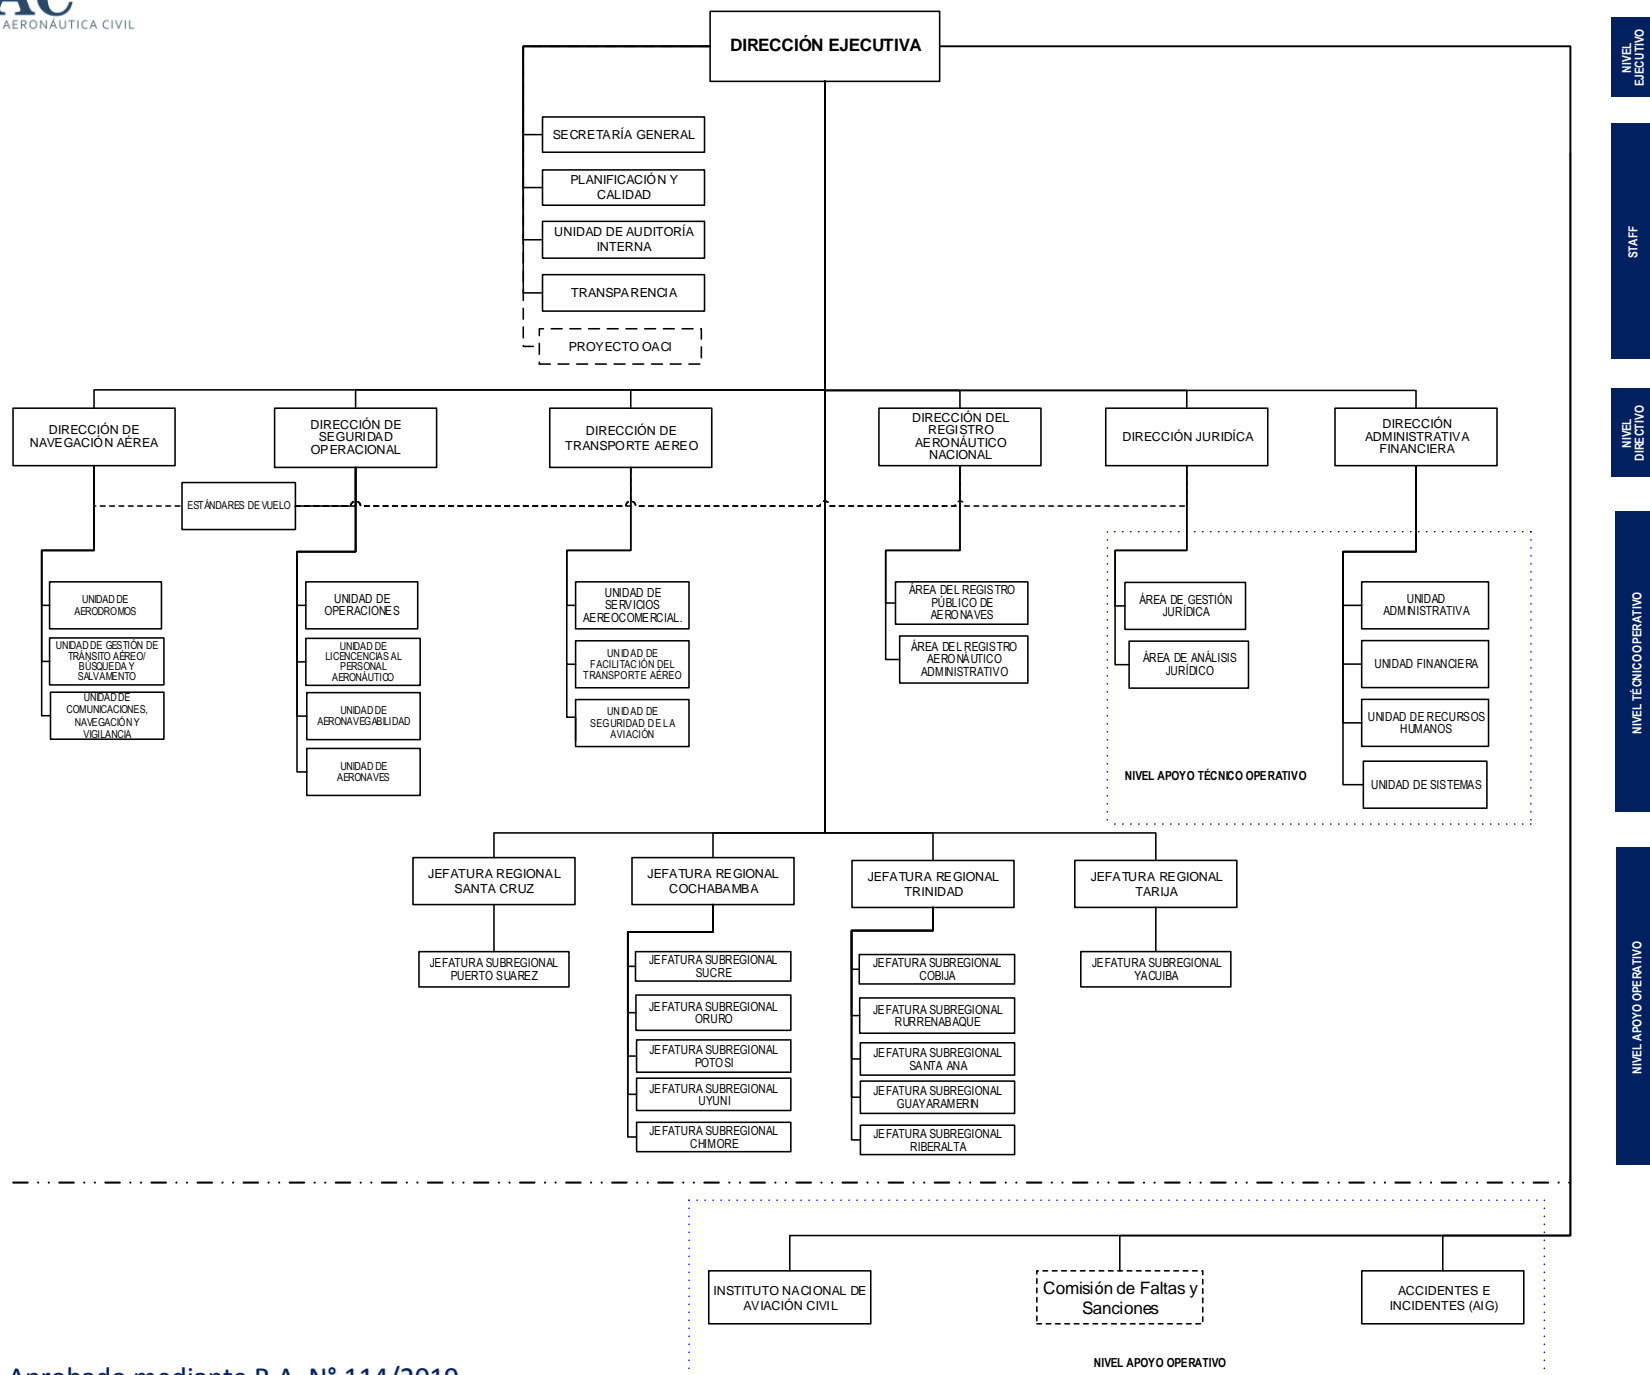 AC
AERONÁUTICA CIVIL
DIRECCIÓN EJECUTIVA
NIVEL
EJECUTIVO
SECRETARÍA GENERAL
PLANIFICACIÓN Y
CALIDAD
UNIDAD DE AUDITORÍA
INTERNA
TRANSPARENCIA
PROYECTO OACI
STAFF
DIRECCIÓN DE
NAVEGACIÓN AÉREA
DIRECCIÓN DE
SEGURIDAD
OPERACIONAL
DIRECCIÓN DE
TRANSPORTE AEREO
DIRECCIÓN DEL
REGISTRO
AERONÁUTICO
NACIONAL
DIRECCIÓN JURIDÍCA
DIRECCIÓN
ADMINISTRATIVA
FINANCIERA
NIVEL
DIRECTIVO
ESTÁNDARES DE VUELO
UNIDAD DE
AERODROMOS
UNIDAD DE GESTIÓN DE
TRÁNSITO AÉREO/
BÚSQUEDA Y
SALVAMENTO
UNIDAD DE
COMUNICACIONES,
NAVEGACIÓN Y
VIGILANCIA
UNIDAD DE
OPERACIONES
UNIDAD DE
LICENCENCIAS AL
PERSONAL
AERONÁUTICO
UNIDAD DE
AERONAVEGABILIDAD
UNIDAD DE
AERONAVES
UNIDAD DE
SERVICIOS
AEREOCOMERCIAL.
UNIDAD DE
FACILITACIÓN DEL
TRANSPORTE AÉREO
UNIDAD DE
SEGURIDAD DE LA
AVIACIÓN
ÁREA DEL REGISTRO
PÚBLICO DE
AERONAVES
ÁREA DEL REGISTRO
AERONÁUTICO
ADMINISTRATIVO
ÁREA DE GESTIÓN
JURÍDICA
ÁREA DE ANÁLISIS
JURÍDICO
UNIDAD
ADMINISTRATIVA
UNIDAD FINANCIERA
UNIDAD DE RECURSOS
HUMANOS
UNIDAD DE SISTEMAS
NIVEL APOYO TÉCNICO OPERATIVO
NIVEL TÉCNICO OPERATIVO
JEFATURA REGIONAL
SANTA CRUZ
JEFATURA REGIONAL
COCHABAMBA
JEFATURA REGIONAL
TRINIDAD
JEFATURA REGIONAL
TARIJA
JEFATURA SUBREGIONAL
PUERTO SUAREZ
JEFATURA SUBREGIONAL
SUCRE
JEFATURA SUBREGIONAL
ORURO
JEFATURA SUBREGIONAL
POTOSI
JEFATURA SUBREGIONAL
UYUNI
JEFATURA SUBREGIONAL
CHIMORE
JEFATURA SUBREGIONAL
COBIJA
JEFATURA SUBREGIONAL
RURRENABAQUE
JEFATURA SUBREGIONAL
SANTA ANA
JEFATURA SUBREGIONAL
GUAYARAMERIN
JEFATURA SUBREGIONAL
RIBERALTA
JEFATURA SUBREGIONAL
YACUIBA
NIVEL APOYO OPERATIVO
INSTITUTO NACIONAL DE
AVIACIÓN CIVIL
Comisión de Faltas y
Sanciones
ACCIDENTES E
INCIDENTES (AIG)
NIVEL APOYO OPERATIVO
Aprobado mediante R.A. N° 114/2019